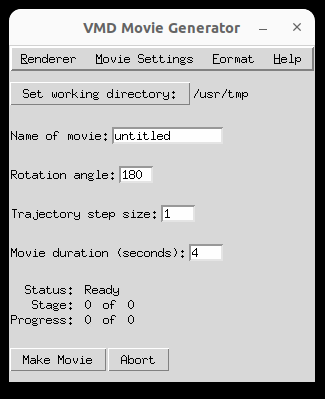 VMD Movie Generator
Renderer Movie Settings Format Help
Set working directory: /usr/tmp
Name of movie: untitled
Rotation angle: 180
Trajectory step size: 1
Movie duration (seconds): 4
Status: Ready
Stage: 0 of 0
Progress: 0 of 0
Make Movie Abort